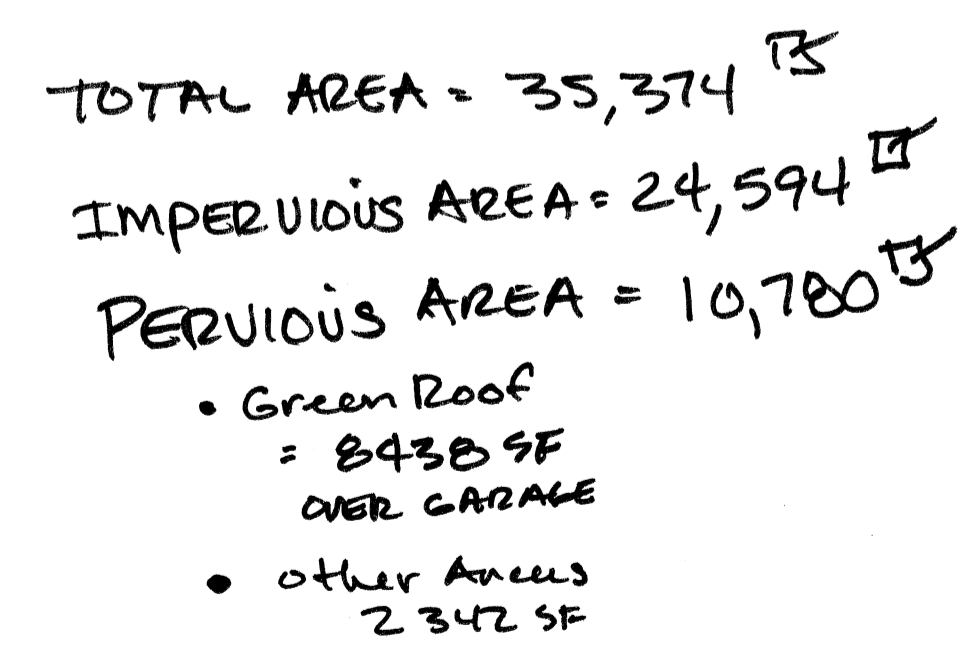 TOTAL AREA = 35,374
IMPERVIOUS AREA = 24,594
PERVIOUS AREA = 10,780
• Green Roof
= 8438 SF
OVER GARAGE
• other Areas
2342 SF